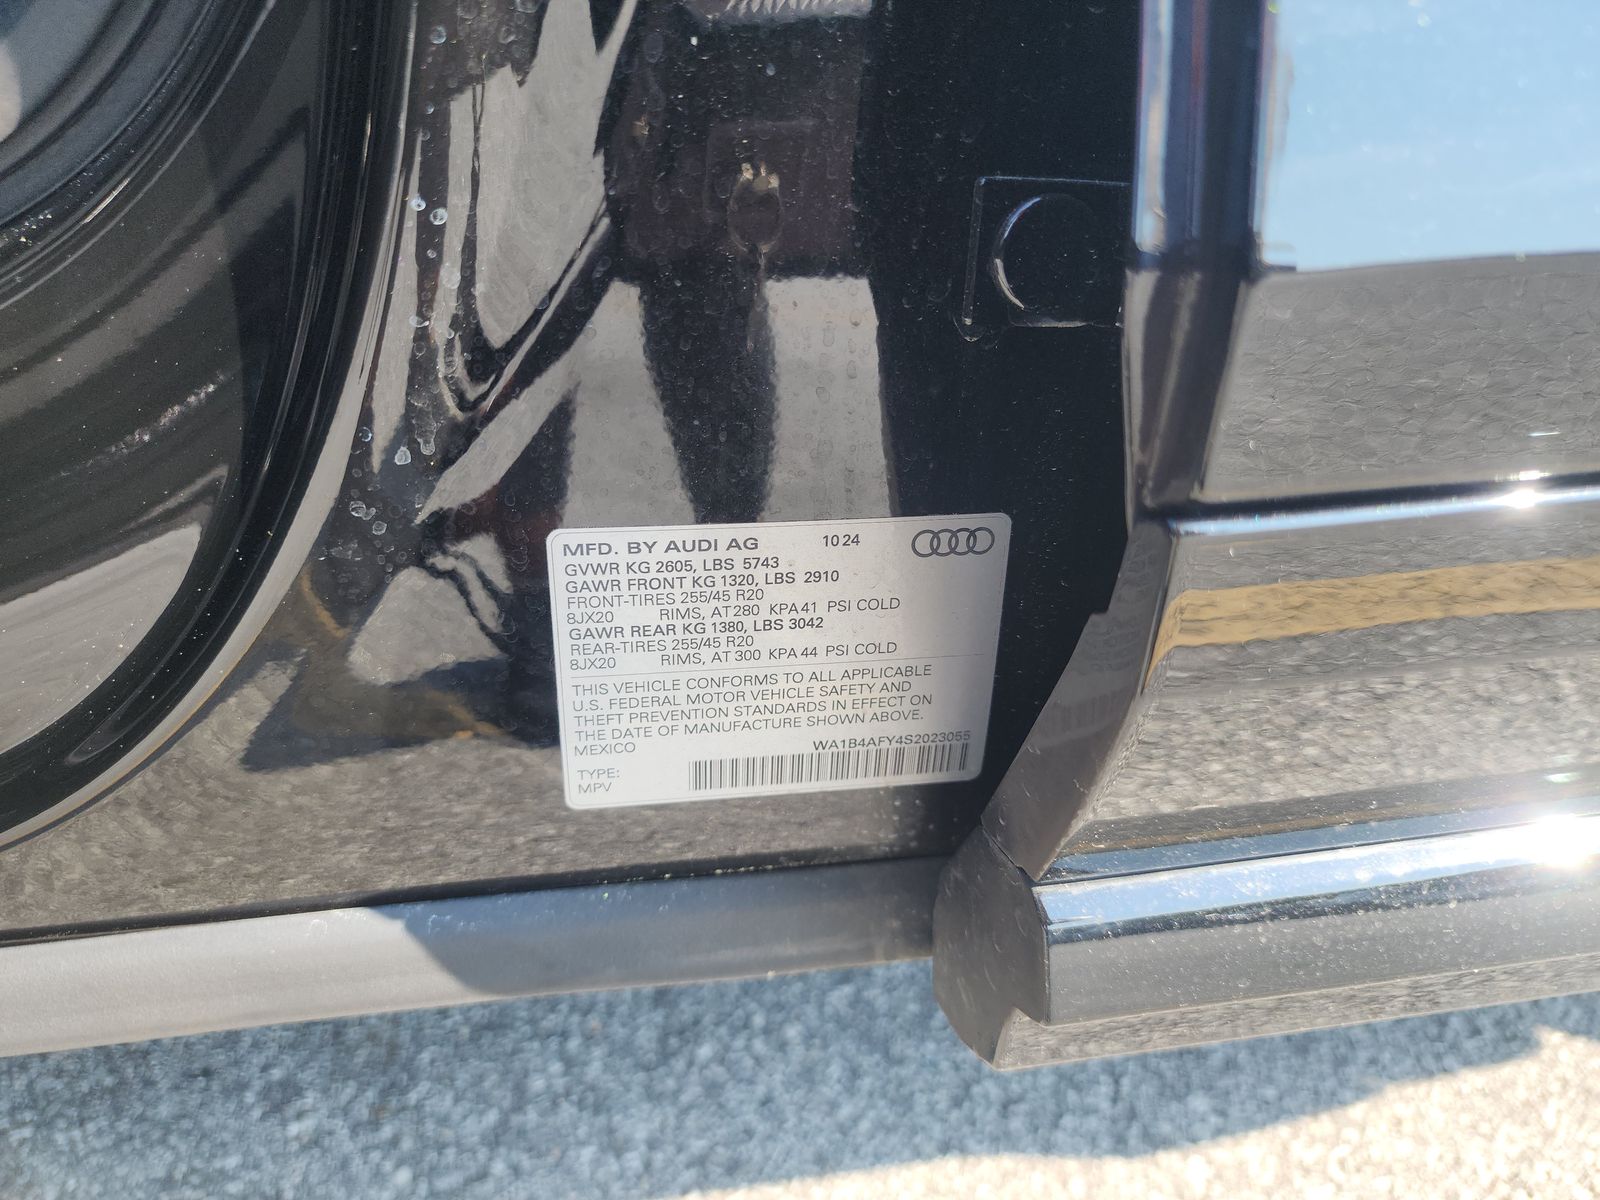 MFD. BY AUDI AG 10 24
GVWR KG 2605, LBS 5743
GAWR FRONT KG 1320, LBS 2910
FRONT-TIRES 255/45 R20
8JX20 RIMS, AT 280 KPA 41 PSI COLD
GAWR REAR KG 1380, LBS 3042
REAR-TIRES 255/45 R20
8JX20 RIMS, AT 300 KPA 44 PSI COLD
THIS VEHICLE CONFORMS TO ALL APPLICABLE
U.S. FEDERAL MOTOR VEHICLE SAFETY AND
THEFT PREVENTION STANDARDS IN EFFECT ON
THE DATE OF MANUFACTURE SHOWN ABOVE.
MEXICO WA1B4AFY4S2023055
TYPE:
MPV